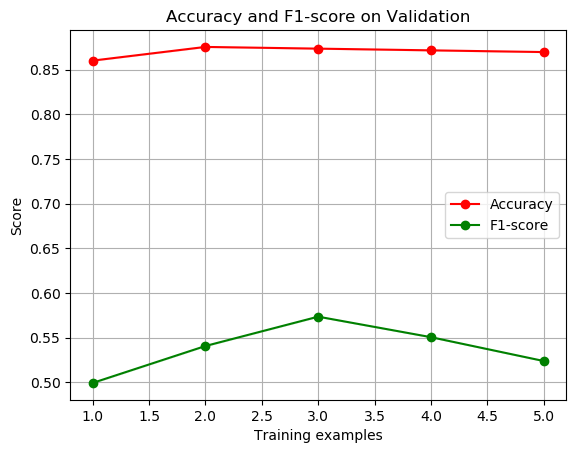 Accuracy and F1-score on Validation
0.85
0.80
0.75
0.70
0.65
0.60
0.55
0.50
Score
Accuracy
F1-score
1.0 1.5 2.0 2.5 3.0 3.5 4.0 4.5 5.0
Training examples